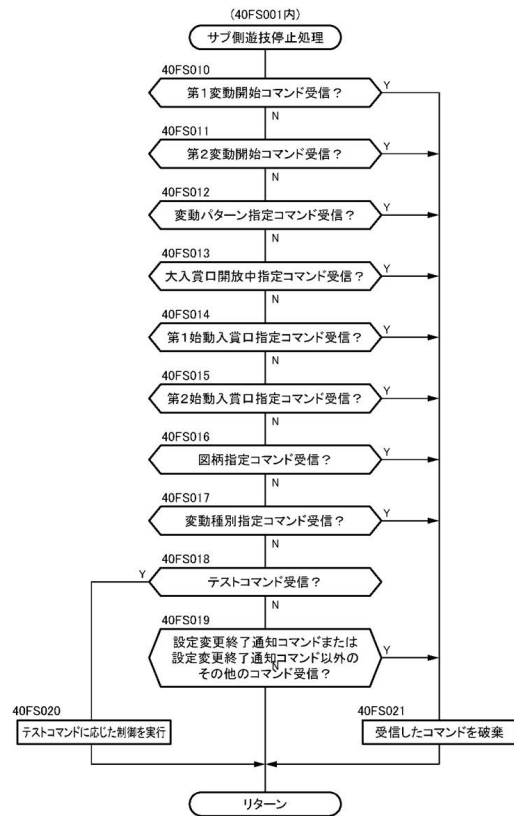 (40FS001内)
サブ側遊技停止処理
40FS010
第1変動開始コマンド受信?
Y
N
40FS011
第2変動開始コマンド受信?
Y
N
40FS012
変動パターン指定コマンド受信?
Y
N
40FS013
大入賞口開放中指定コマンド受信?
Y
N
40FS014
第1始動入賞口指定コマンド受信?
Y
N
40FS015
第2始動入賞口指定コマンド受信?
Y
N
40FS016
図柄指定コマンド受信?
Y
N
40FS017
変動種別指定コマンド受信?
Y
N
40FS018
Y
テストコマンド受信?
N
40FS019
設定変更終了通知コマンドまたは
設定変更終了通知コマンド以外の
その他のコマンド受信?
Y
N
40FS020
テストコマンドに応じた制御を実行
40FS021
受信したコマンドを破棄
リターン